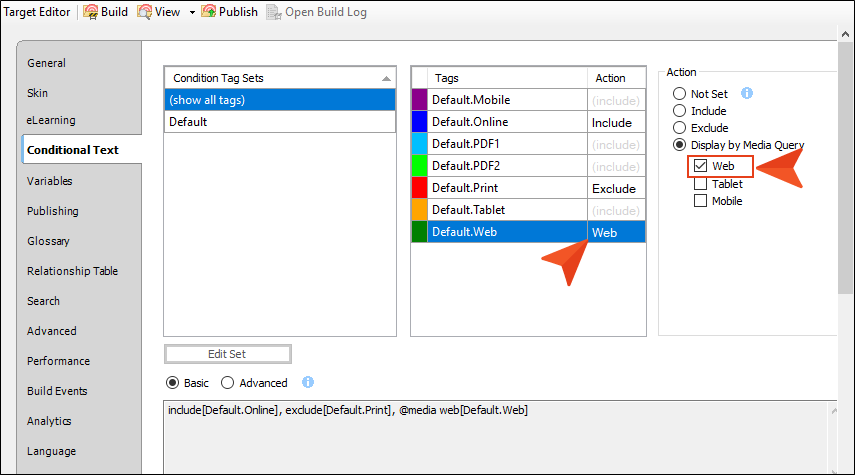 Target Editor Build View Publish Open Build Log
General
Skin
eLearning
Conditional Text
Variables
Publishing
Glossary
Relationship Table
Search
Advanced
Performance
Build Events
Analytics
Language
Condition Tag Sets
(show all tags)
Default
Edit Set
Tags Action
Default.Mobile (include)
Default.Online Include
Default.PDF1 (include)
Default.PDF2 (include)
Default.Print Exclude
Default.Tablet (include)
Default.Web Web
Action
Not Set
Include
Exclude
Display by Media Query
Web
Tablet
Mobile
Basic Advanced
include[Default.Online], exclude[Default.Print], @media web[Default.Web]